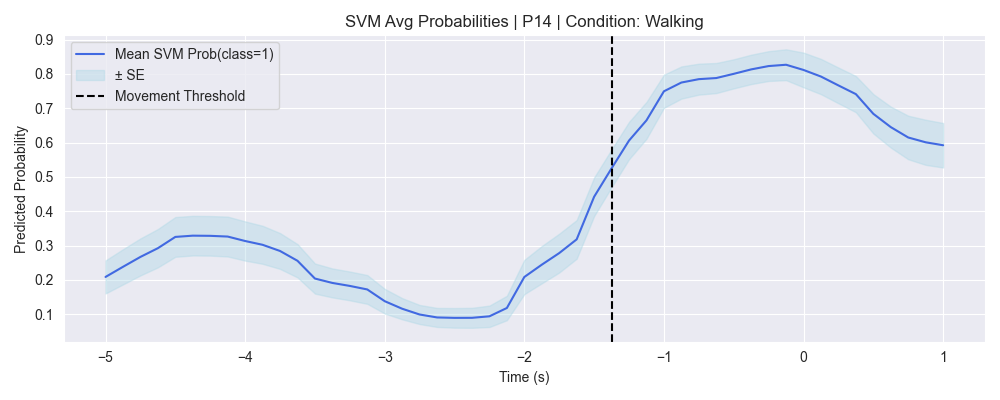 SVM Avg Probabilities | P14 | Condition: Walking
Mean SVM Prob(class=1)
± SE
Movement Threshold
Predicted Probability
0.9
0.8
0.7
0.6
0.5
0.4
0.3
0.2
0.1
−5 −4 −3 −2 −1 0 1
Time (s)